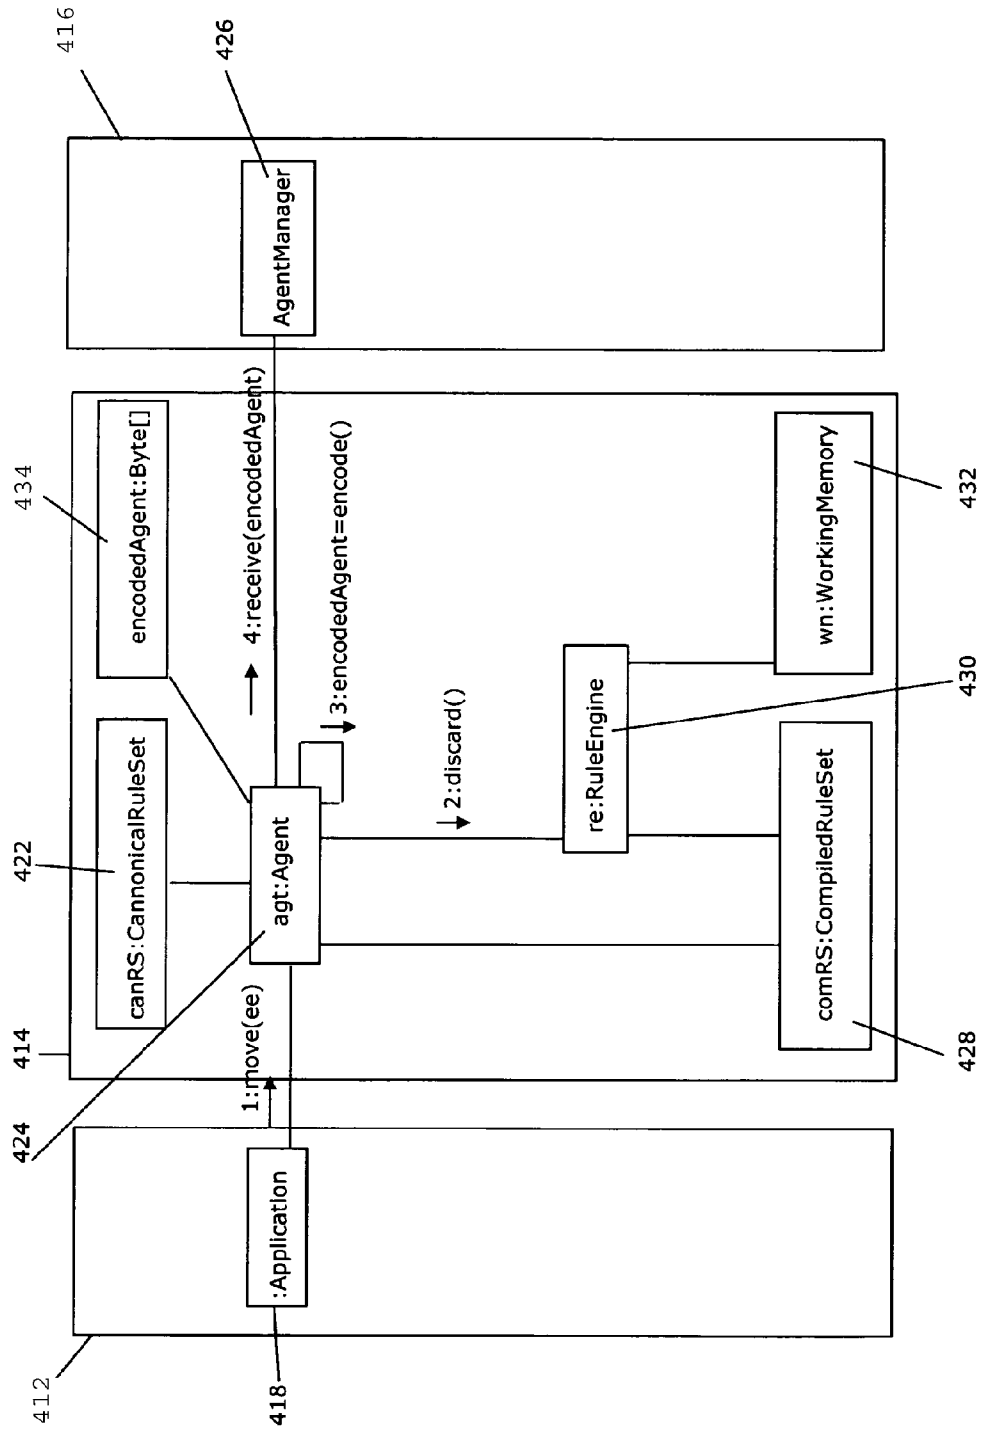 414
422
434
canRS:CannonicalRuleSet
encodedAgent:Byte[]
424
412
416
1:move(ee)
4:receive(encodedAgent)
426
:Application
agt:Agent
AgentManager
418
3:encodedAgent=encode()
2:discard()
re:RuleEngine
comRS:CompiledRuleSet
wn:WorkingMemory
428
430
432